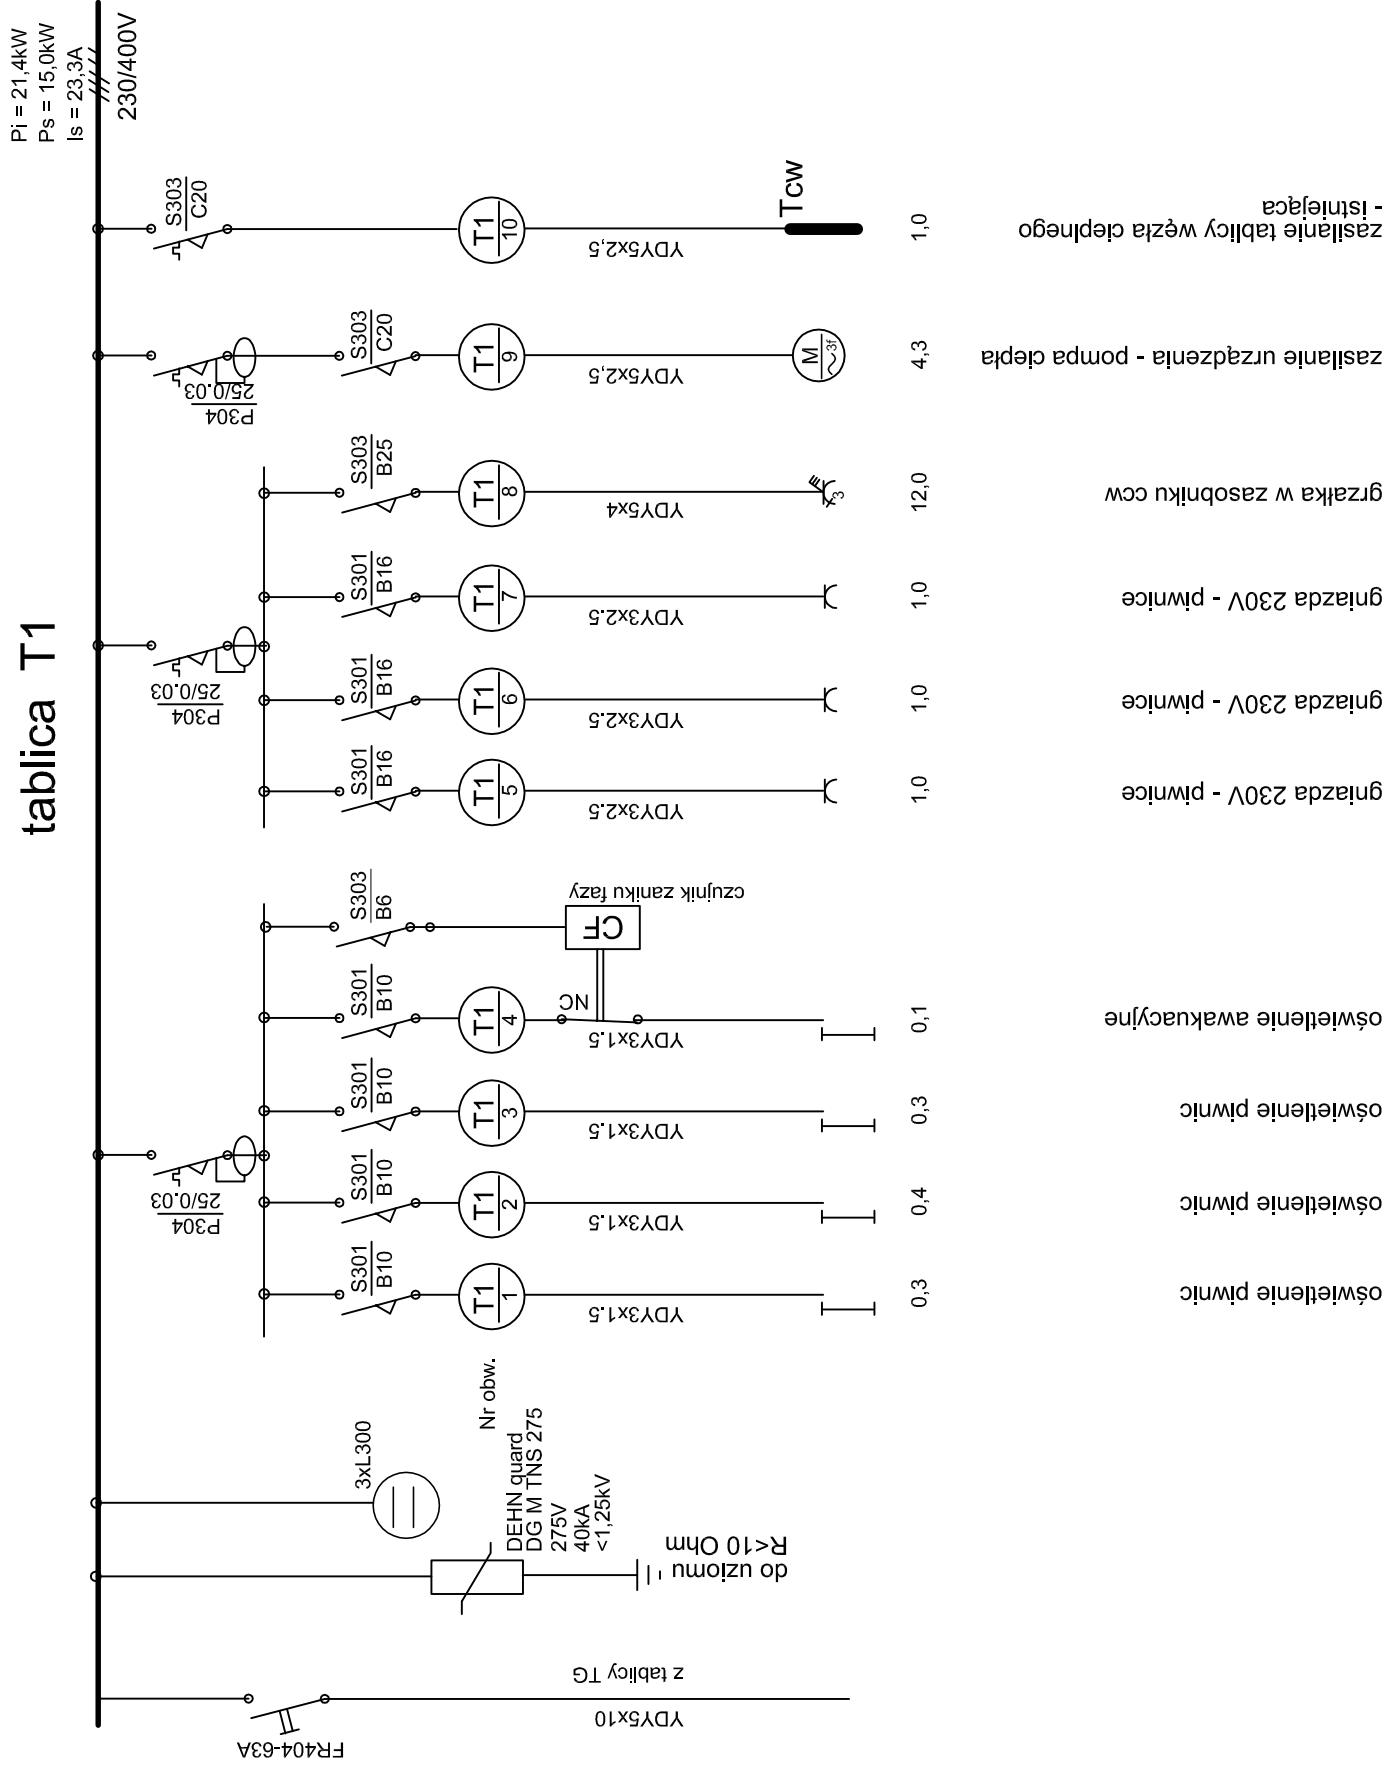 tablica T1
Pi = 21,4kW
Ps = 15,0kW
Is = 23,3A
230/400V
FR404-63A
YDY5x10
z tablicy TG
DEHN quard
DG M TNS 275
275V
40kA
<1,25kV
do uziomu
R<10 Ohm
3xL300
Nr obw.
P304
25/0.03
S301
B10
T1
1
YDY3x1.5
0,3
oświetlenie piwnic
S301
B10
T1
2
YDY3x1.5
0,4
oświetlenie piwnic
S301
B10
T1
3
YDY3x1.5
0,3
oświetlenie piwnic
S301
B10
T1
4
NC
YDY3x1.5
0,1
oświetlenie awakuacyjne
S303
B6
CF
czujnik zaniku fazy
P304
25/0.03
S301
B16
T1
5
YDY3x2.5
1,0
gniazda 230V - piwnice
S301
B16
T1
6
YDY3x2.5
1,0
gniazda 230V - piwnice
S301
B16
T1
7
YDY3x2.5
1,0
gniazda 230V - piwnice
S303
B25
T1
8
YDY5x4
3
12,0
grzałka w zasobniku ccw
P304
25/0.03
S303
C20
T1
9
YDY5x2,5
M
3f
4,3
zasilanie urządzenia - pompa ciepła
S303
C20
T1
10
YDY5x2,5
Tcw
1,0
zasilanie tablicy węzła cieplnego
- istniejąca